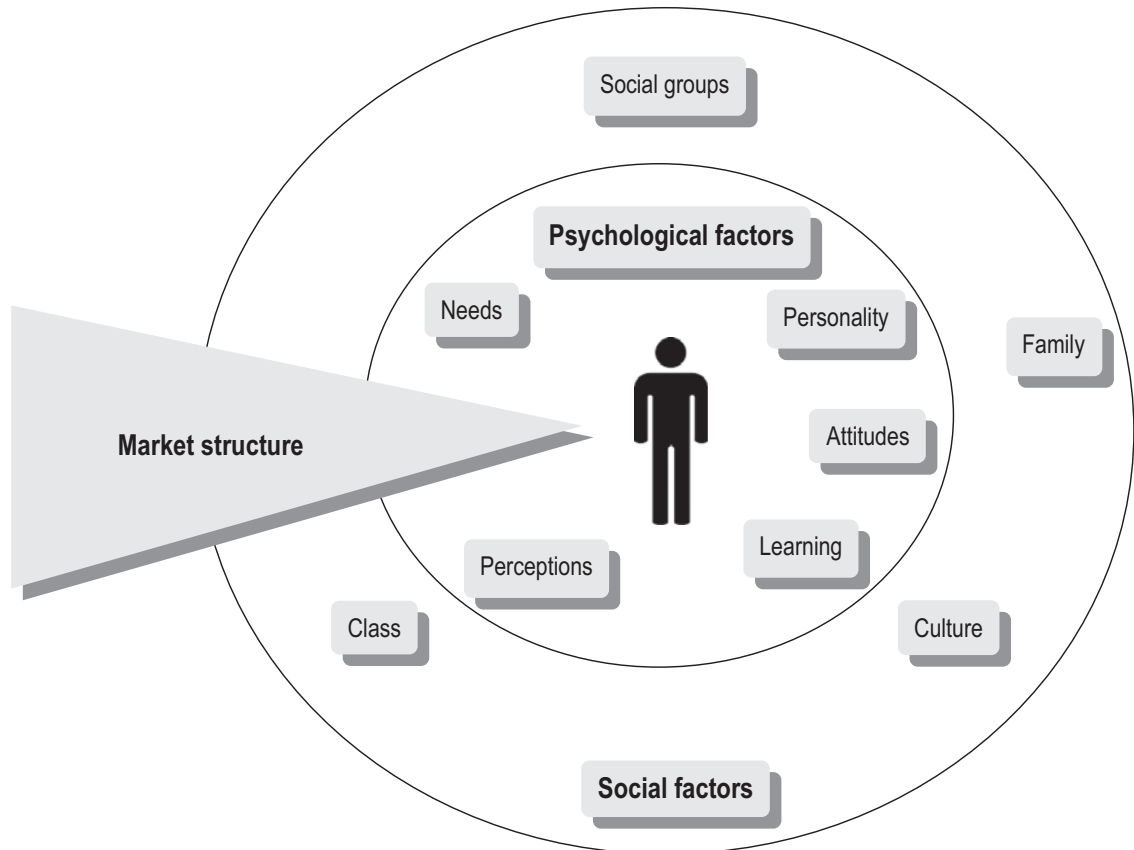 Social groups
Psychological factors
Needs
Personality
Family
Market structure
Attitudes
Learning
Perceptions
Class
Culture
Social factors